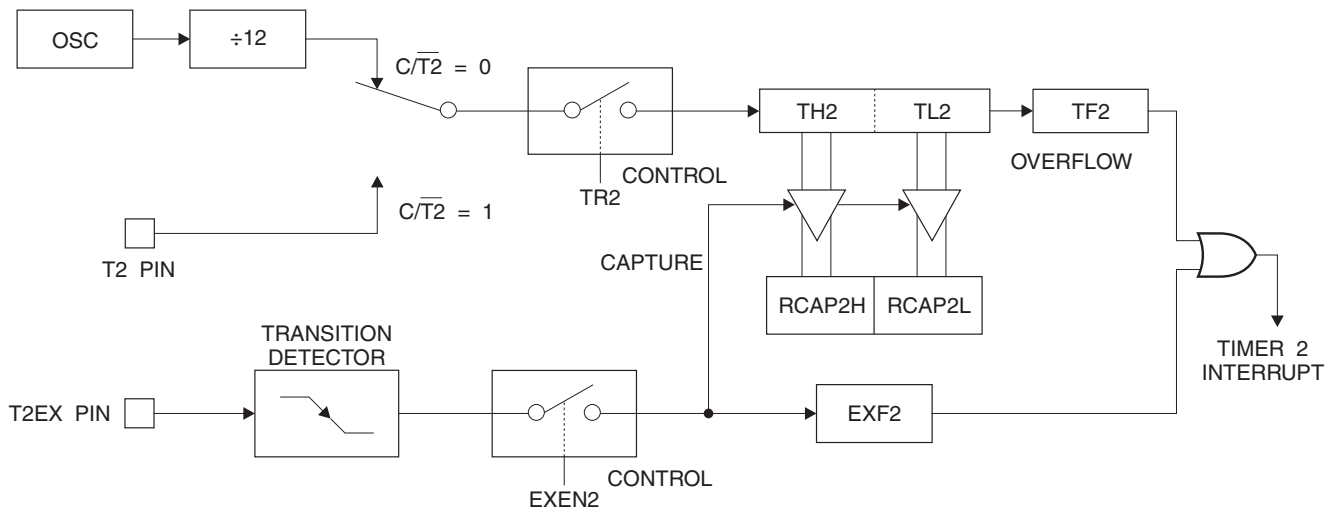 OSC
÷12
C/T2̅ = 0
TH2
TL2
TF2
OVERFLOW
CONTROL
TR2
C/T2̅ = 1
T2 PIN
CAPTURE
RCAP2H
RCAP2L
TRANSITION
DETECTOR
TIMER 2
INTERRUPT
T2EX PIN
EXF2
CONTROL
EXEN2